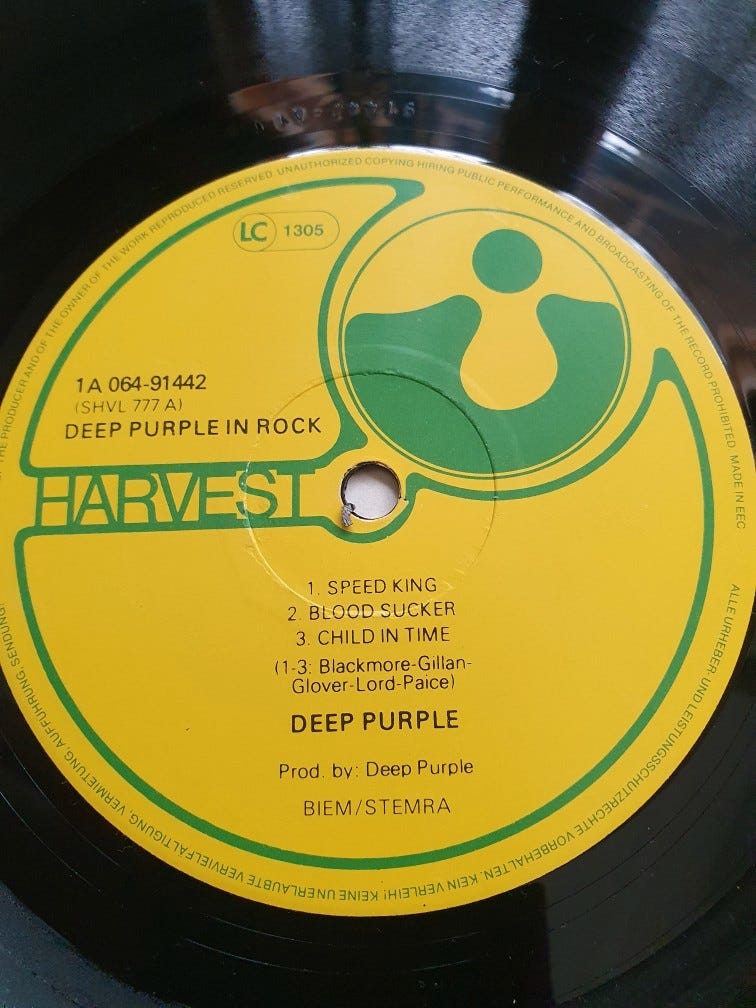 OF THE PRODUCER AND OF THE OWNER OF THE WORK REPRODUCED RESERVED UNAUTHORIZED COPYING HIRING PUBLIC PERFORMANCE AND BROADCASTING OF THE RECORD PROHIBITED MADE IN EEC
LC 1305
1A 064-91442
(SHVL 777 A)
DEEP PURPLE IN ROCK
HARVEST
1. SPEED KING
2. BLOOD SUCKER
3. CHILD IN TIME
(1-3: Blackmore-Gillan-
Glover-Lord-Paice)
DEEP PURPLE
Prod. by: Deep Purple
BIEM/STEMRA
ALLE URHEBER- UND LEISTUNGSSCHUTZRECHTE VORBEHALTEN. KEIN VERLEIH! KEINE UNERLAUBTE VERVIELFALTIGUNG, VERMIETUNG, AUFFUHRUNG, SENDUNG